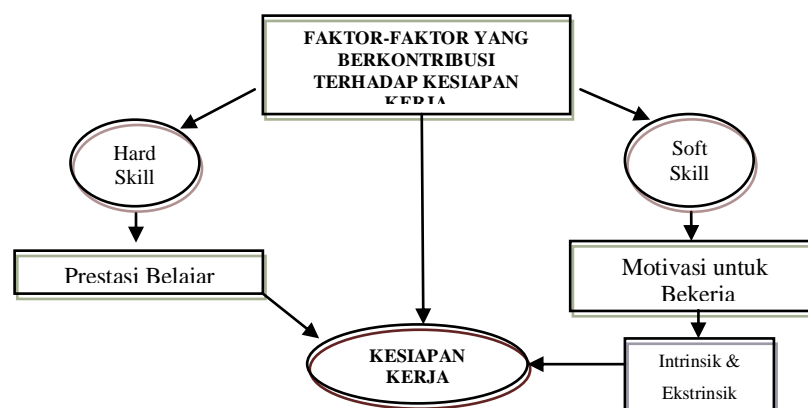 FAKTOR-FAKTOR YANG
BERKONTRIBUSI
TERHADAP KESIAPAN
KERJA
Hard
Skill
Soft
Skill
Prestasi Belajar
Motivasi untuk
Bekerja
KESIAPAN
KERJA
Intrinsik &
Ekstrinsik